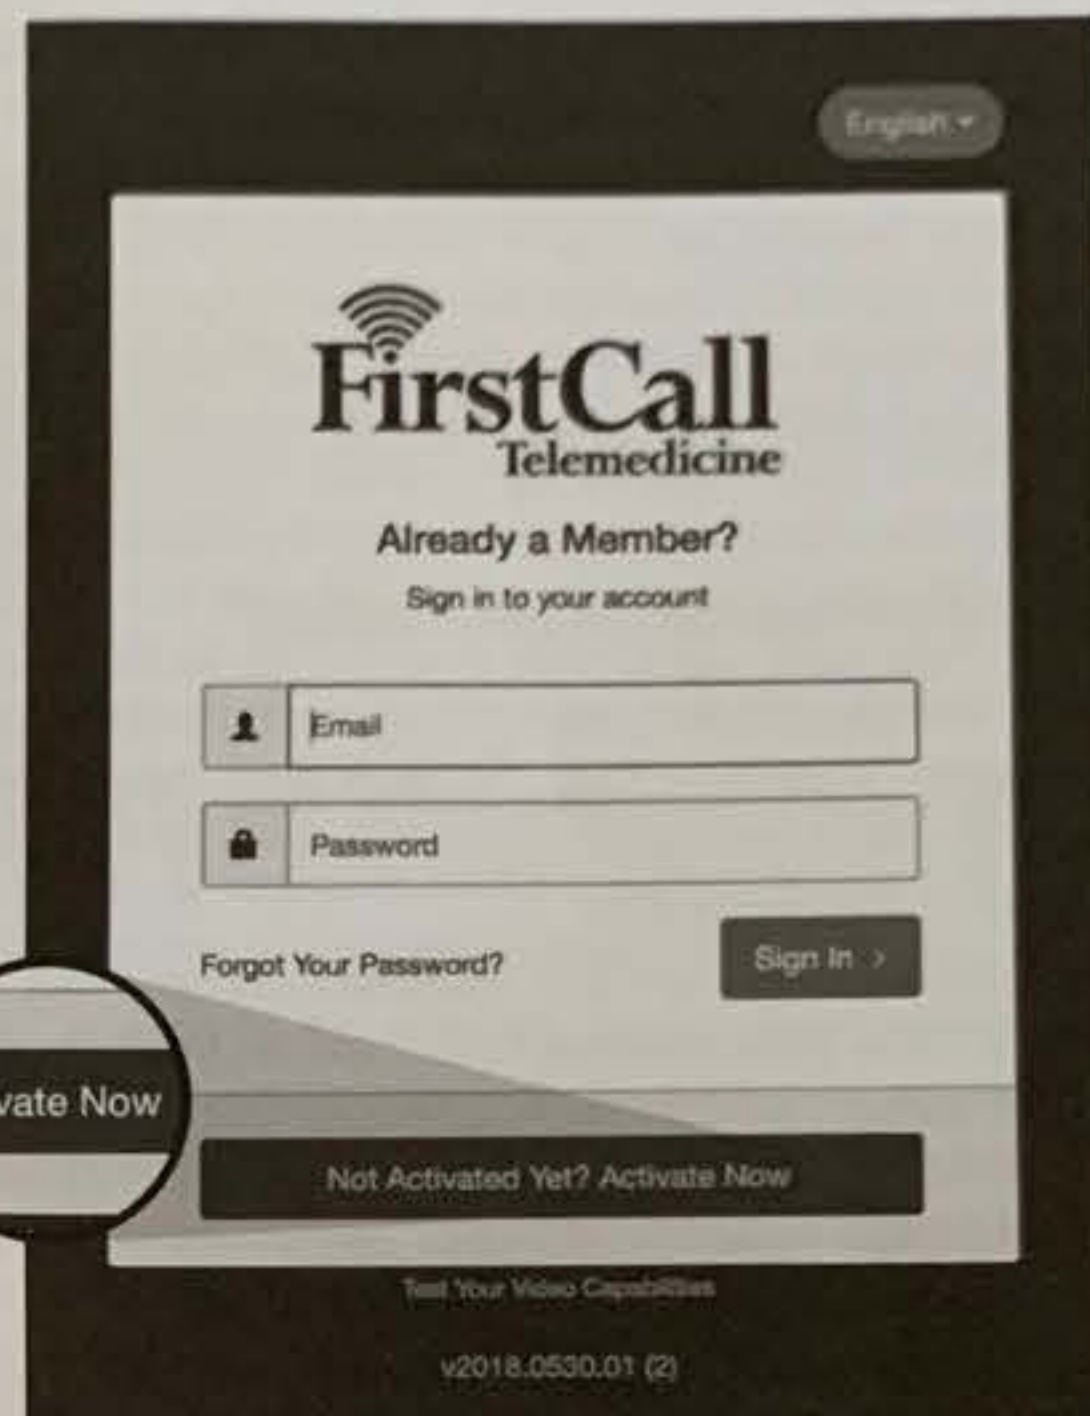 English
FirstCall
Telemedicine
Already a Member?
Sign in to your account
Email
Password
Forgot Your Password?
Sign In >
vate Now
Not Activated Yet? Activate Now
Test Your Video Capabilities
v2018.0530.01 (2)